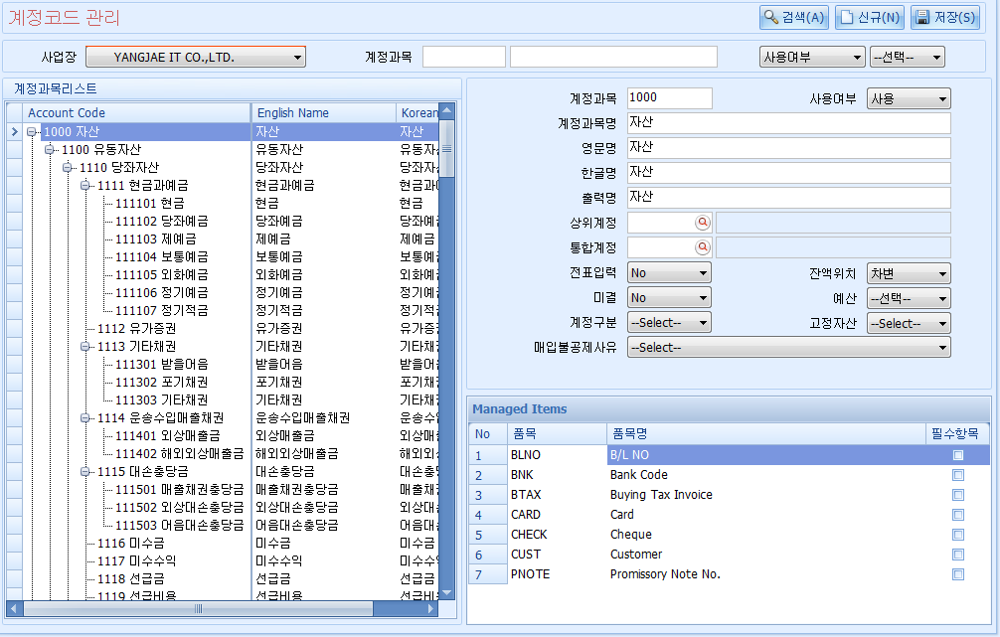 계정코드 관리
검색(A) 신규(N) 저장(S)
사업장 YANGJAE IT CO.,LTD. 계정과목 사용여부 --선택--
계정과목리스트
Account Code English Name Korean
1000 자산 자산 자산
1100 유동자산 유동자산 유동자
1110 당좌자산 당좌자산 당좌자
1111 현금과예금 현금과예금 현금과
111101 현금 현금 현금
111102 당좌예금 당좌예금 당좌예
111103 제예금 제예금 제예금
111104 보통예금 보통예금 보통예
111105 외화예금 외화예금 외화예
111106 정기예금 정기예금 정기예
111107 정기적금 정기적금 정기적
1112 유가증권 유가증권 유가증
1113 기타채권 기타채권 기타채
111301 받을어음 받을어음 받을어
111302 포기채권 포기채권 포기채
111303 기타채권 기타채권 기타채
1114 운송수입매출채권 운송수입매출채권 운송수
111401 외상매출금 외상매출금 외상매
111402 해외외상매출금 해외외상매출금 해외외
1115 대손충당금 대손충당금 대손충
111501 매출채권충당금 매출채권충당금 매출채
111502 외상대손충당금 외상대손충당금 외상대
111503 어음대손충당금 어음대손충당금 어음대
1116 미수금 미수금 미수금
1117 미수수익 미수수익 미수수
1118 선급금 선급금 선급금
1119 선급비용 선급비용 선급비
계정과목 1000 사용여부 사용
계정과목명 자산
영문명 자산
한글명 자산
출력명 자산
상위계정
통합계정
전표입력 No 잔액위치 차변
미결 No 예산 --선택--
계정구분 --Select-- 고정자산 --Select--
매입불공제사유 --Select--
Managed Items
No 품목 품목명 필수항목
1 BLNO B/L NO
2 BNK Bank Code
3 BTAX Buying Tax Invoice
4 CARD Card
5 CHECK Cheque
6 CUST Customer
7 PNOTE Promissory Note No.